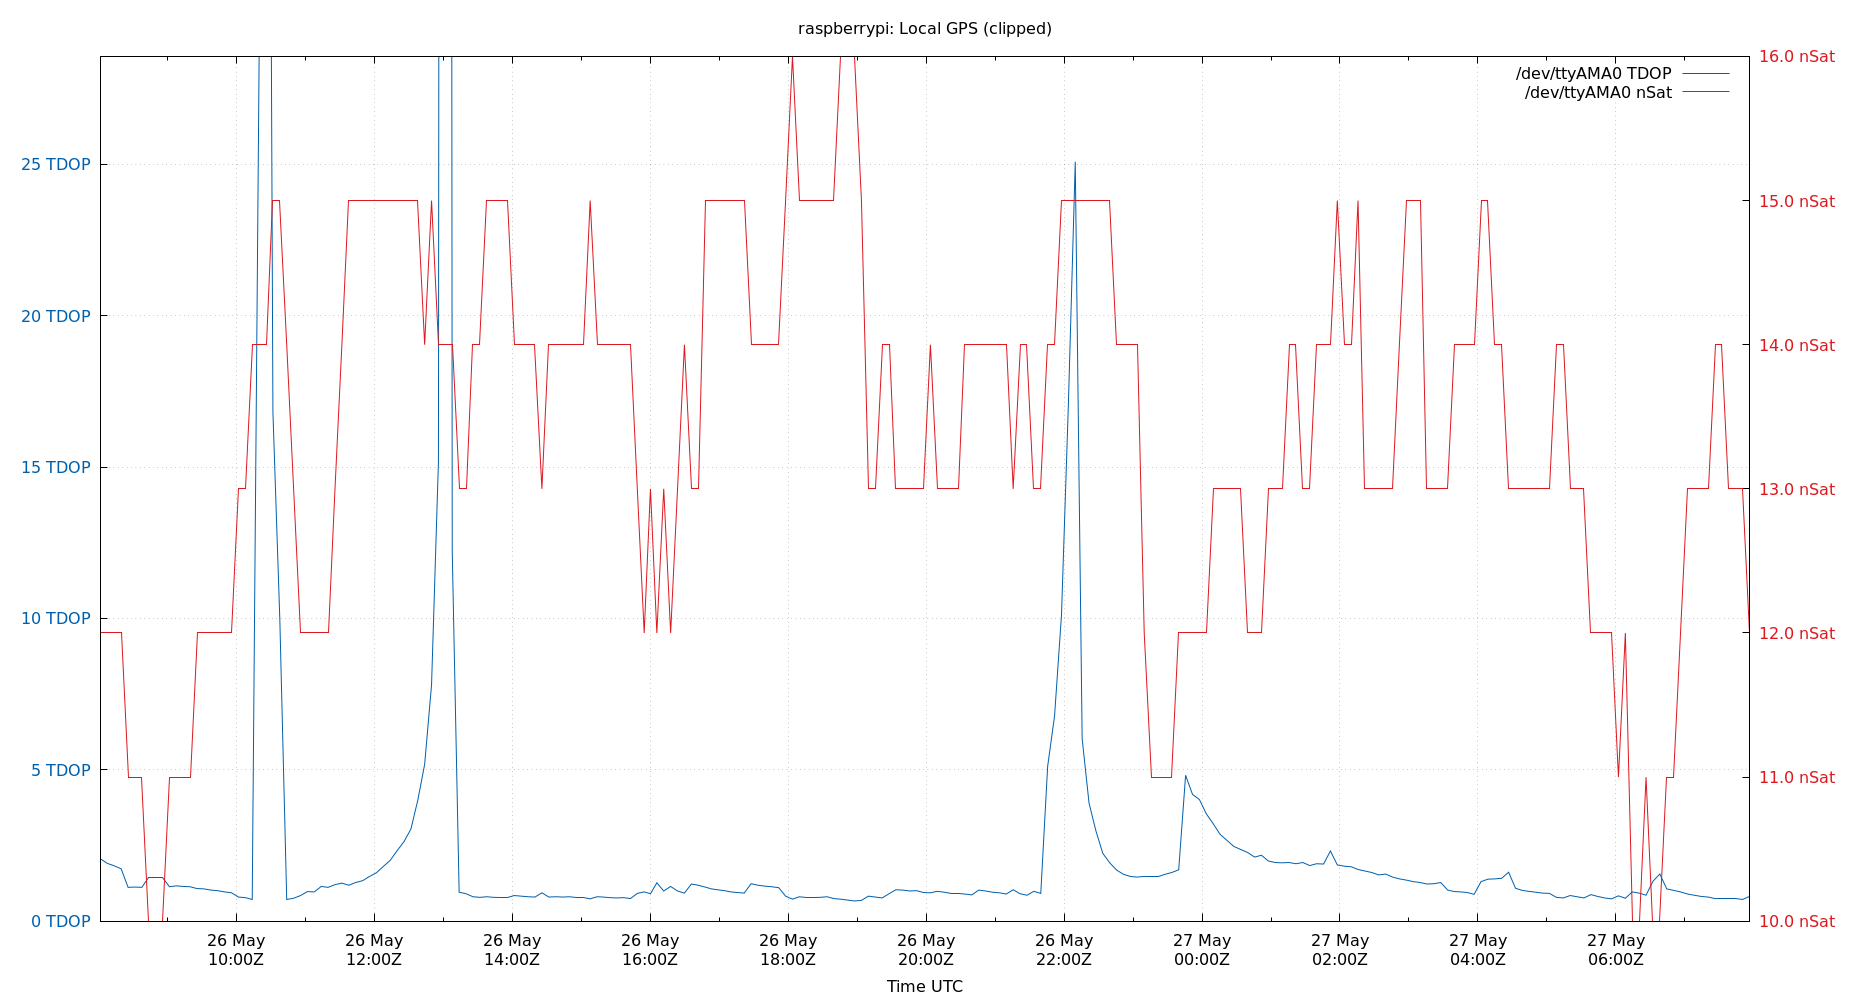 raspberrypi: Local GPS (clipped)
/dev/ttyAMA0 TDOP
/dev/ttyAMA0 nSat
25 TDOP
20 TDOP
15 TDOP
10 TDOP
5 TDOP
0 TDOP
16.0 nSat
15.0 nSat
14.0 nSat
13.0 nSat
12.0 nSat
11.0 nSat
10.0 nSat
26 May
10:00Z
26 May
12:00Z
26 May
14:00Z
26 May
16:00Z
26 May
18:00Z
26 May
20:00Z
26 May
22:00Z
27 May
00:00Z
27 May
02:00Z
27 May
04:00Z
27 May
06:00Z
Time UTC